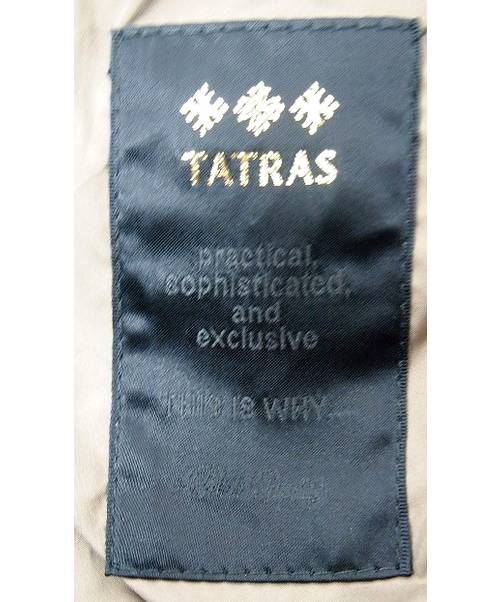 TATRAS
practical,
sophisticated,
and
exclusive
THIS IS WHY....